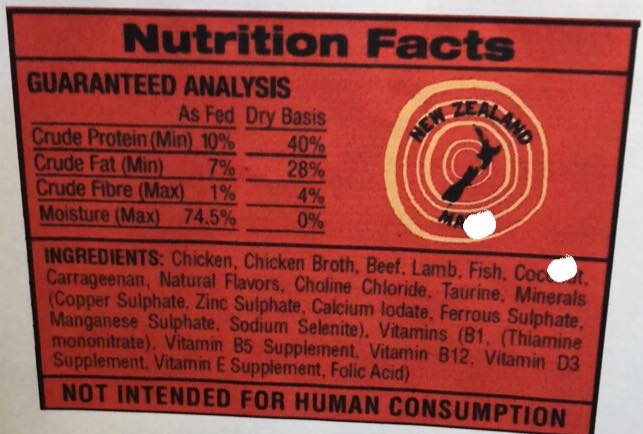 Nutrition Facts
GUARANTEED ANALYSIS
As Fed Dry Basis
Crude Protein (Min) 10% 40%
Crude Fat (Min) 7% 28%
Crude Fibre (Max) 1% 4%
Moisture (Max) 74.5% 0%
NEW ZEALAND
INGREDIENTS: Chicken, Chicken Broth, Beef, Lamb, Fish,
Carrageenan, Natural Flavors, Choline Chloride, Taurine, Minerals
(Copper Sulphate, Zinc Sulphate, Calcium Iodate, Ferrous Sulphate,
Manganese Sulphate, Sodium Selenite), Vitamins (B1, (Thiamine
mononitrate), Vitamin B5 Supplement, Vitamin B12, Vitamin D3
Supplement, Vitamin E Supplement, Folic Acid)
NOT INTENDED FOR HUMAN CONSUMPTION